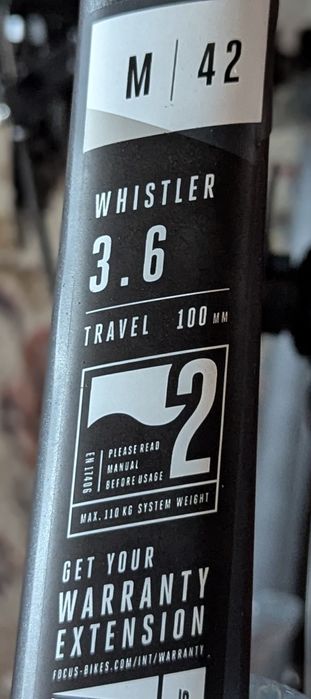 M | 42
WHISTLER
3.6
TRAVEL 100 MM
2
EN 17406
PLEASE READ
MANUAL
BEFORE USAGE
MAX. 110 KG SYSTEM WEIGHT
GET YOUR
WARRANTY
EXTENSION
FOCUS-BIKES.COM/INT/WARRANTY